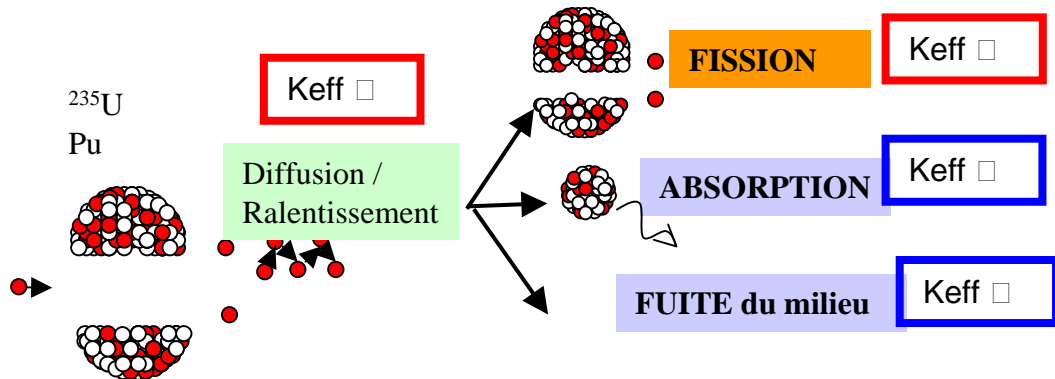 ²³⁵U
Pu
Keff □
Diffusion /
Ralentissement
FISSION
Keff □
ABSORPTION
Keff □
FUITE du milieu
Keff □